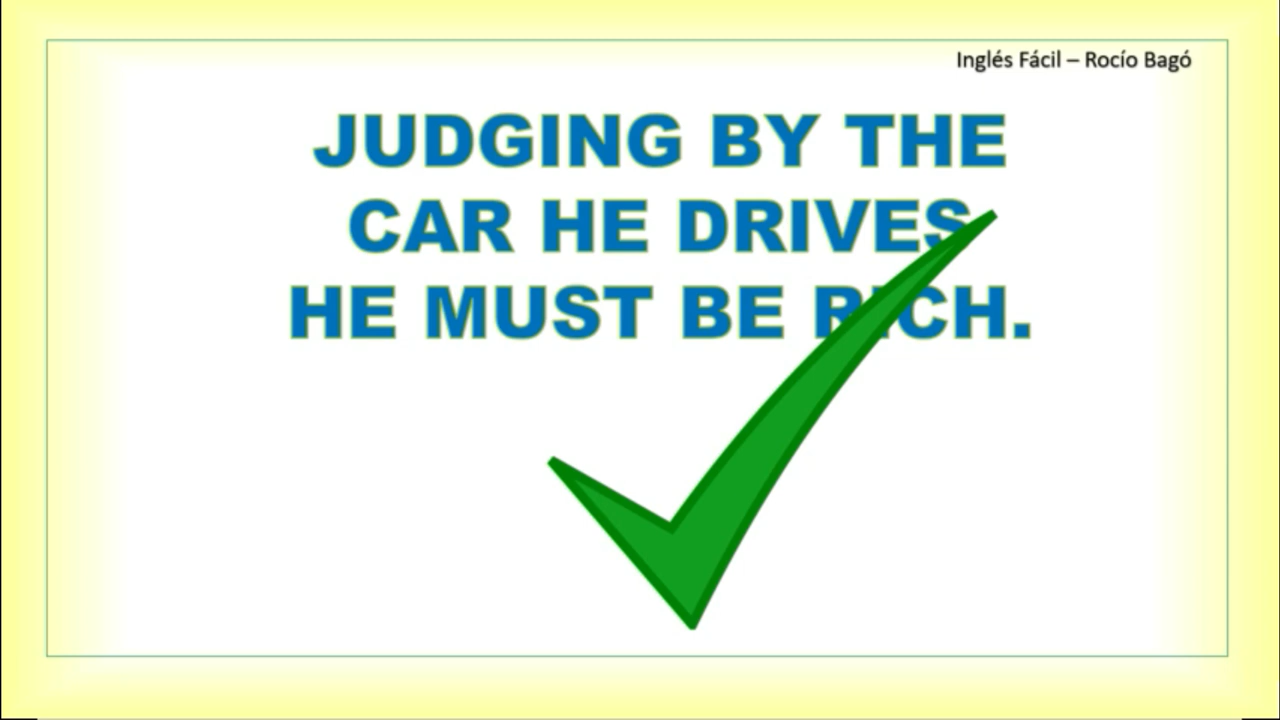 Inglés Fácil – Rocío Bagó
JUDGING BY THE
CAR HE DRIVES
HE MUST BE RICH.